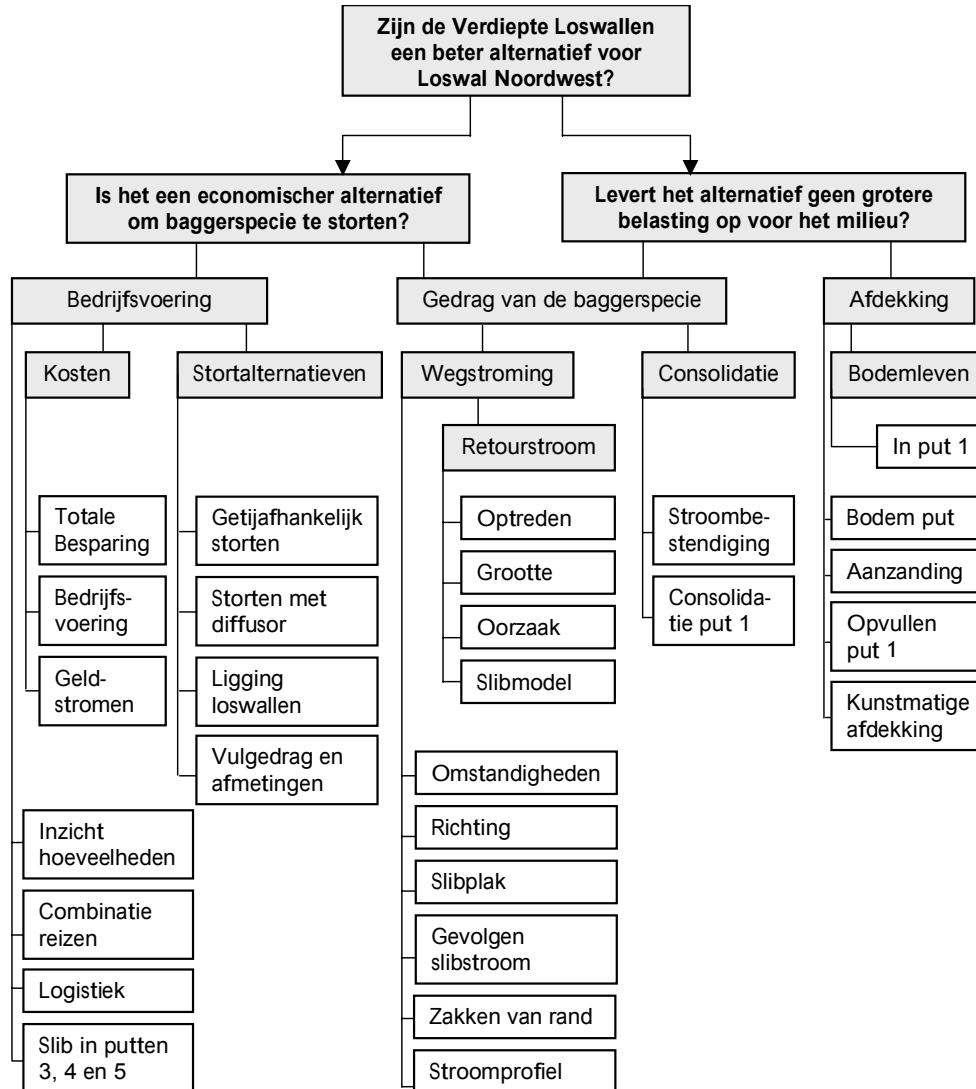 Zijn de Verdiepte Loswallen
een beter alternatief voor
Loswal Noordwest?
Is het een economischer alternatief
om baggerspecie te storten?
Levert het alternatief geen grotere
belasting op voor het milieu?
Bedrijfsvoering
Gedrag van de baggerspecie
Afdekking
Kosten
Stortalternatieven
Wegstroming
Consolidatie
Bodemleven
Retourstroom
In put 1
Totale
Besparing
Bedrijfs-
voering
Geld-
stromen
Getijafhankelijk
storten
Storten met
diffusor
Ligging
loswallen
Vulgedrag en
afmetingen
Optreden
Grootte
Oorzaak
Slibmodel
Stroombe-
stendiging
Consolida-
tie put 1
Bodem put
Aanzanding
Opvullen
put 1
Kunstmatige
afdekking
Inzicht
hoeveelheden
Combinatie
reizen
Logistiek
Slib in putten
3, 4 en 5
Omstandigheden
Richting
Slibplak
Gevolgen
slibstroom
Zakken van rand
Stroomprofiel